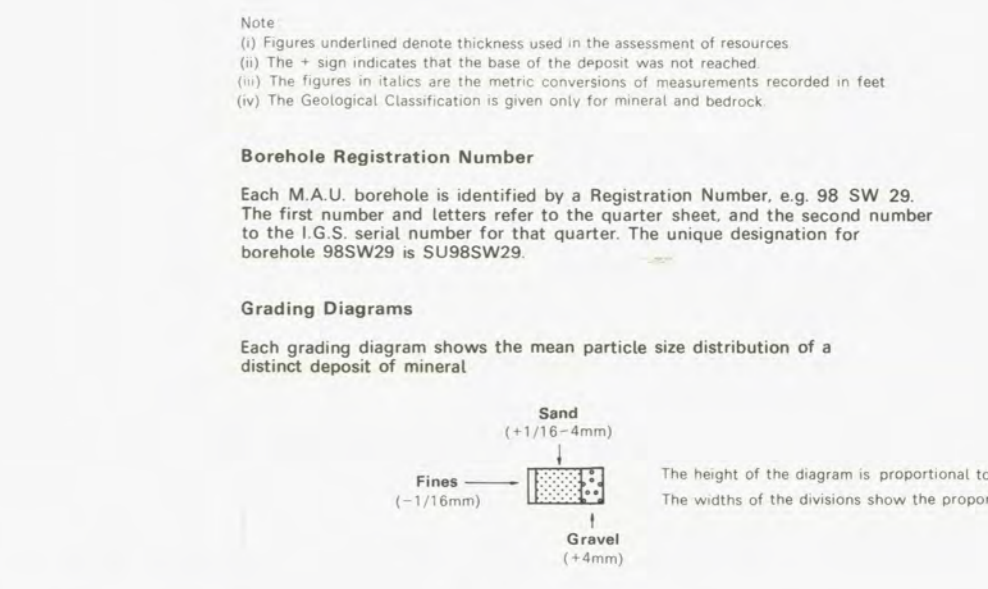 Note
(i) Figures underlined denote thickness used in the assessment of resources
(ii) The + sign indicates that the base of the deposit was not reached.
(iii) The figures in italics are the metric conversions of measurements recorded in feet
(iv) The Geological Classification is given only for mineral and bedrock.
Borehole Registration Number
Each M.A.U. borehole is identified by a Registration Number, e.g. 98 SW 29.
The first number and letters refer to the quarter sheet, and the second number
to the I.G.S. serial number for that quarter. The unique designation for
borehole 98SW29 is SU98SW29.
Grading Diagrams
Each grading diagram shows the mean particle size distribution of a
distinct deposit of mineral
Sand
(+1/16-4mm)
Fines
(-1/16mm)
Gravel
(+4mm)
The height of the diagram is proportional to
The widths of the divisions show the propor